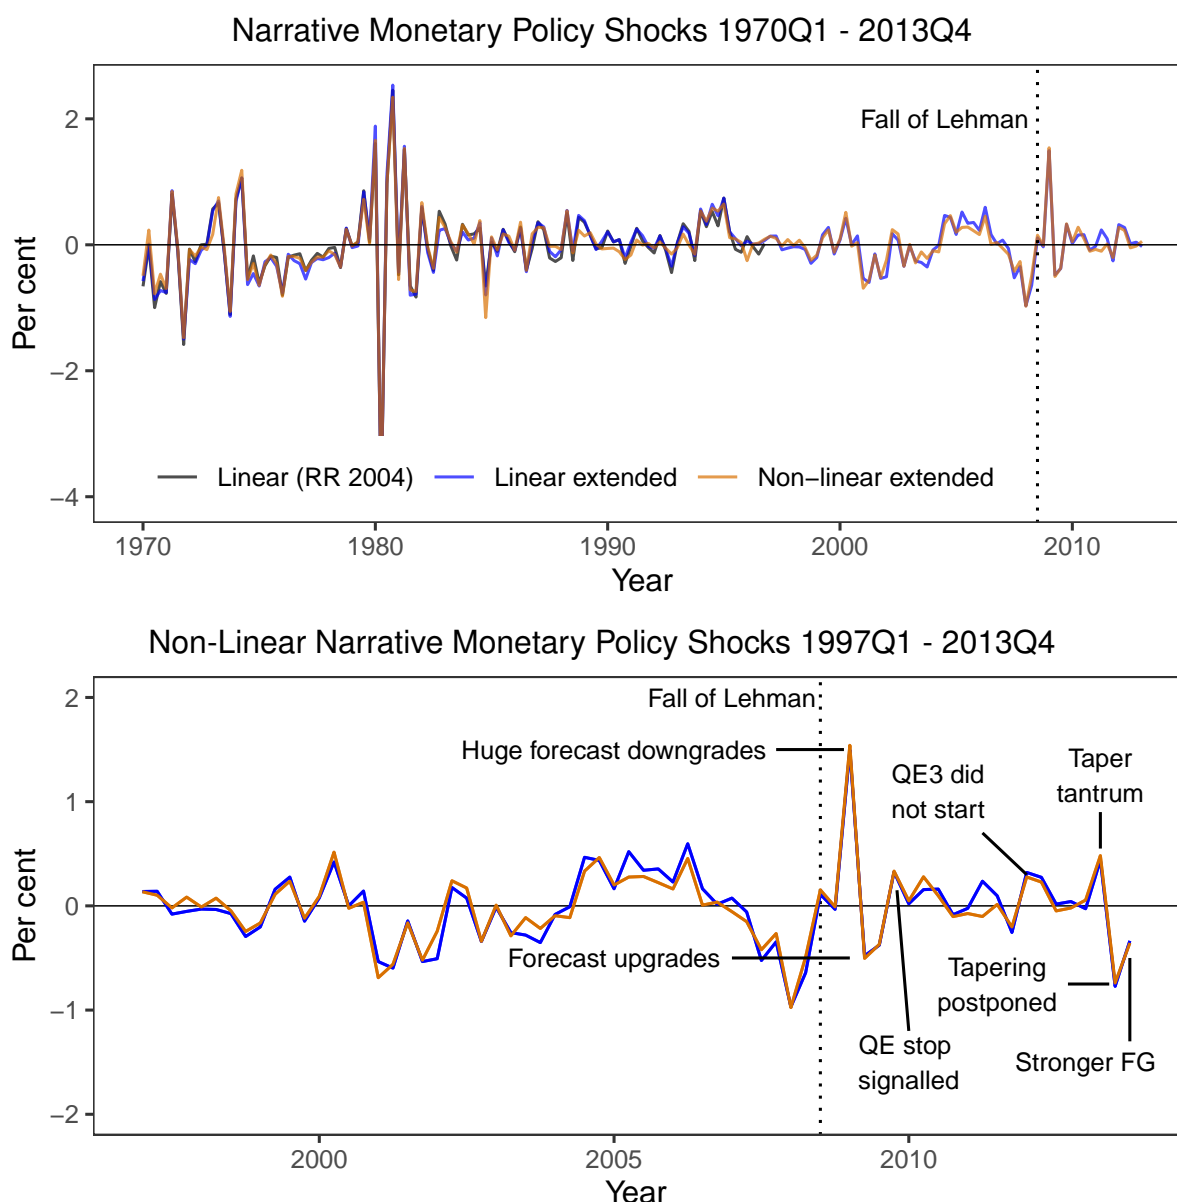 Narrative Monetary Policy Shocks 1970Q1 - 2013Q4
Per cent
2
0
−2
−4
Fall of Lehman
Linear (RR 2004)
Linear extended
Non−linear extended
1970
1980
1990
2000
2010
Year
Non-Linear Narrative Monetary Policy Shocks 1997Q1 - 2013Q4
Per cent
2
1
0
−1
−2
Fall of Lehman
Huge forecast downgrades
QE3 did
not start
Taper
tantrum
Forecast upgrades
Tapering
postponed
QE stop
signalled
Stronger FG
2000
2005
2010
Year